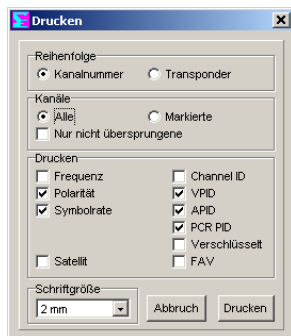 Drucken
Reihenfolge
Kanalnummer Transponder
Kanäle
Alle Markierte
Nur nicht übersprungene
Drucken
Frequenz Channel ID
Polarität VPID
Symbolrate APID
PCR PID
Verschlüsselt
Satellit FAV
Schriftgröße
2 mm Abbruch Drucken